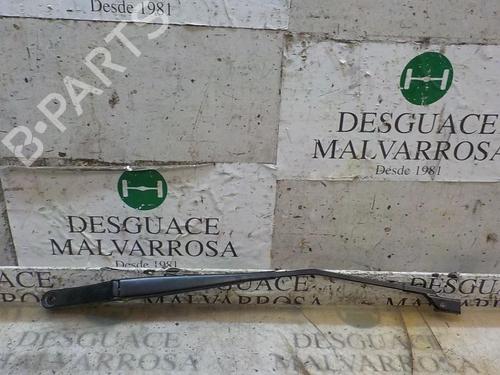 Desde 1981
B-PARTS
DESGUACE
MALVARROSA
Desde 1981
DESGUACE
MALVARROSA
Desde 1981